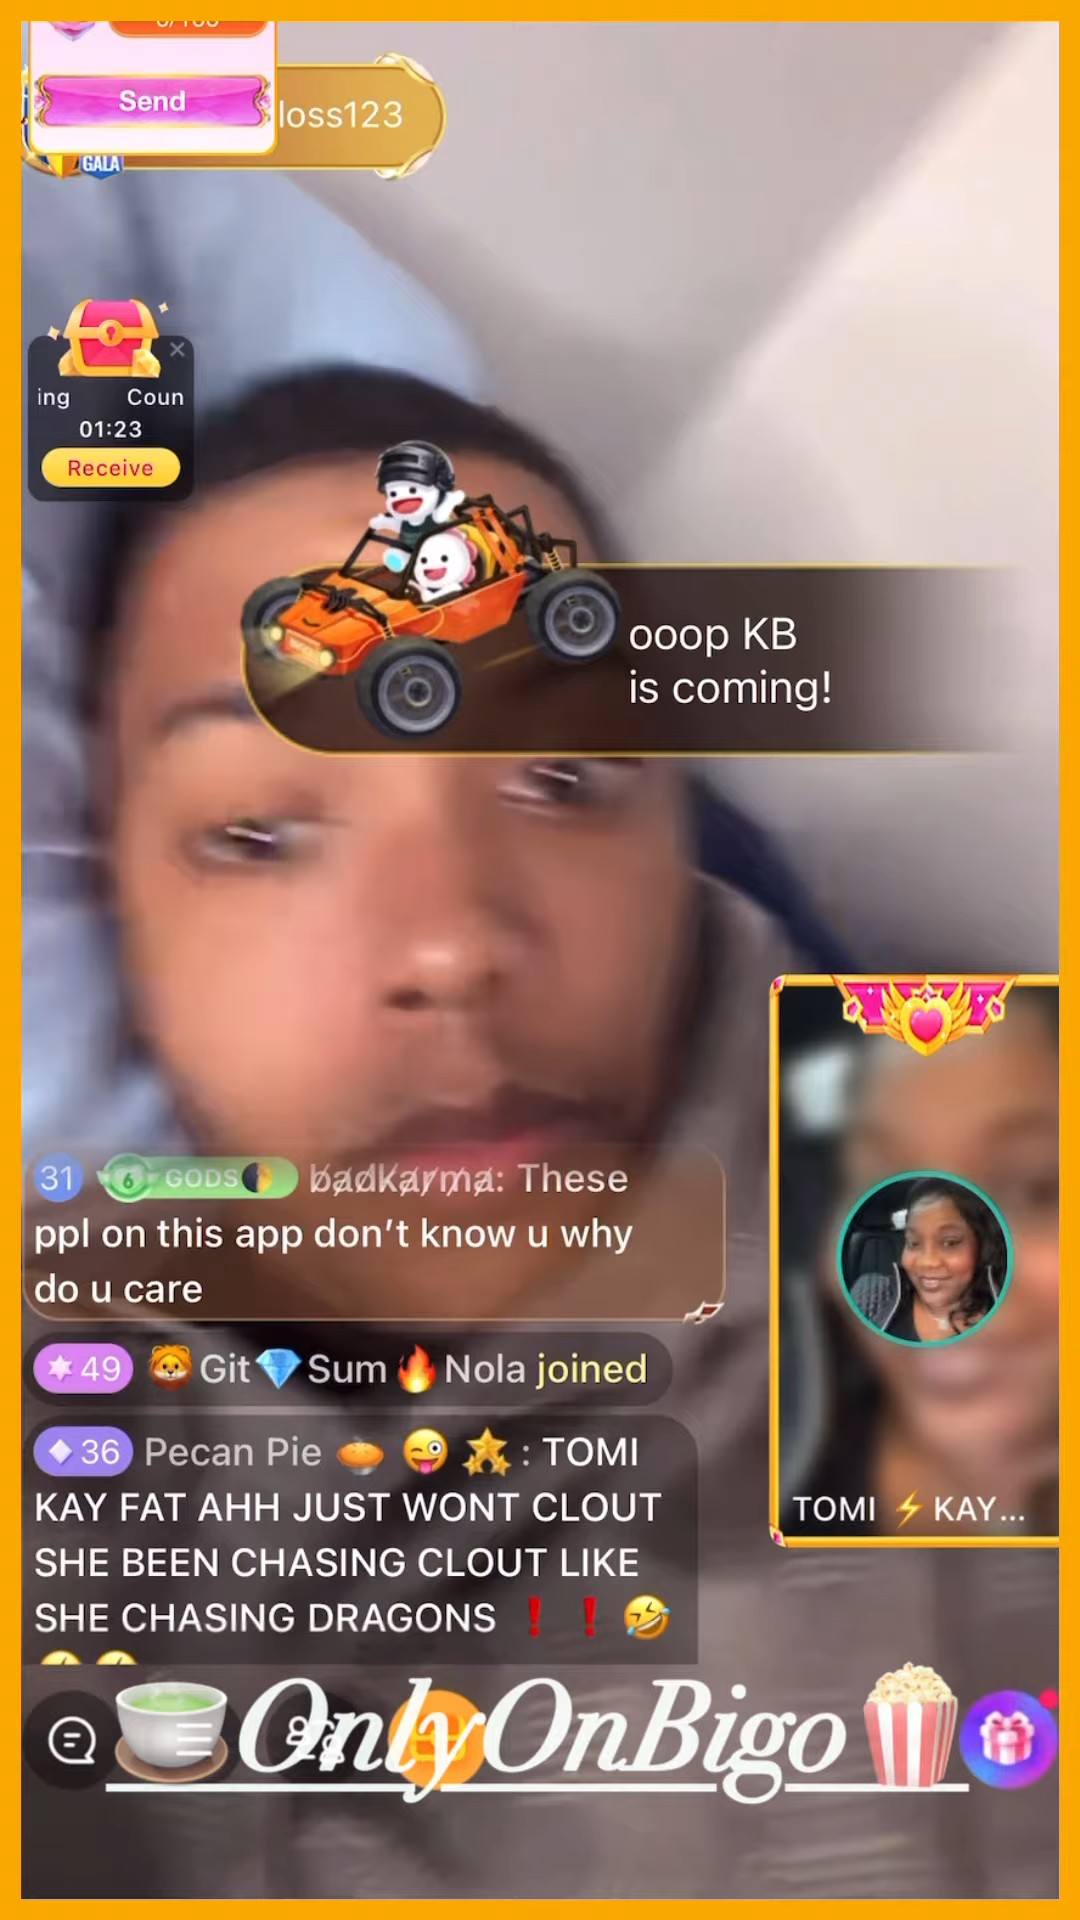 Send
loss123
GALA
ing Coun
01:23
Receive
ooop KB
is coming!
31 6 GODS badKarma: These
ppl on this app don’t know u why
do u care
49 🦁Git💎Sum🔥Nola joined
36 Pecan Pie 🥧 😜 : TOMI
KAY FAT AHH JUST WONT CLOUT
SHE BEEN CHASING CLOUT LIKE
SHE CHASING DRAGONS ❗ ❗ 🤣
TOMI ⚡ KAY...
🍵OnlyOnBigo🍿